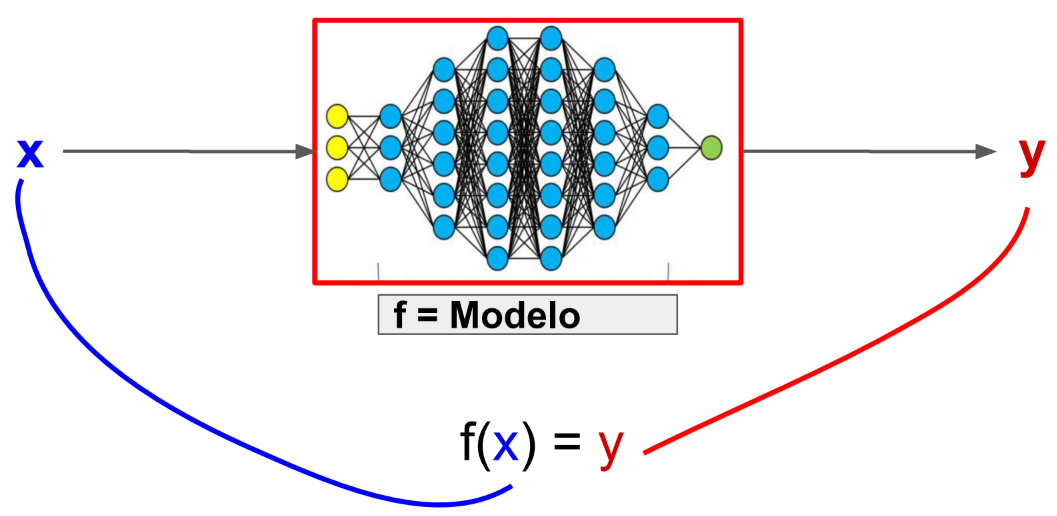 x
y
f = Modelo
f(x) = y